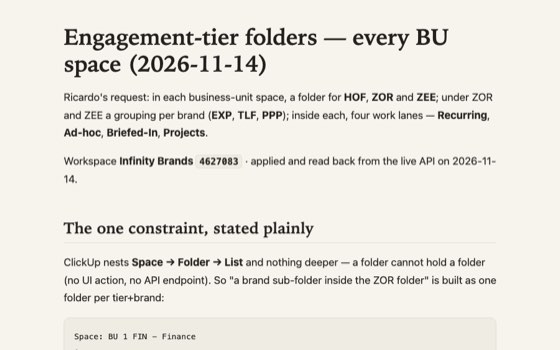 Engagement-tier folders — every BU
space (2026-11-14)
Ricardo's request: in each business-unit space, a folder for HOF, ZOR and ZEE; under ZOR
and ZEE a grouping per brand (EXP, TLF, PPP); inside each, four work lanes — Recurring,
Ad-hoc, Briefed-In, Projects.
Workspace Infinity Brands 4627083 · applied and read back from the live API on 2026-11-
14.
The one constraint, stated plainly
ClickUp nests Space → Folder → List and nothing deeper — a folder cannot hold a folder
(no UI action, no API endpoint). So "a brand sub-folder inside the ZOR folder" is built as one
folder per tier+brand:
Space: BU 1 FIN – Finance